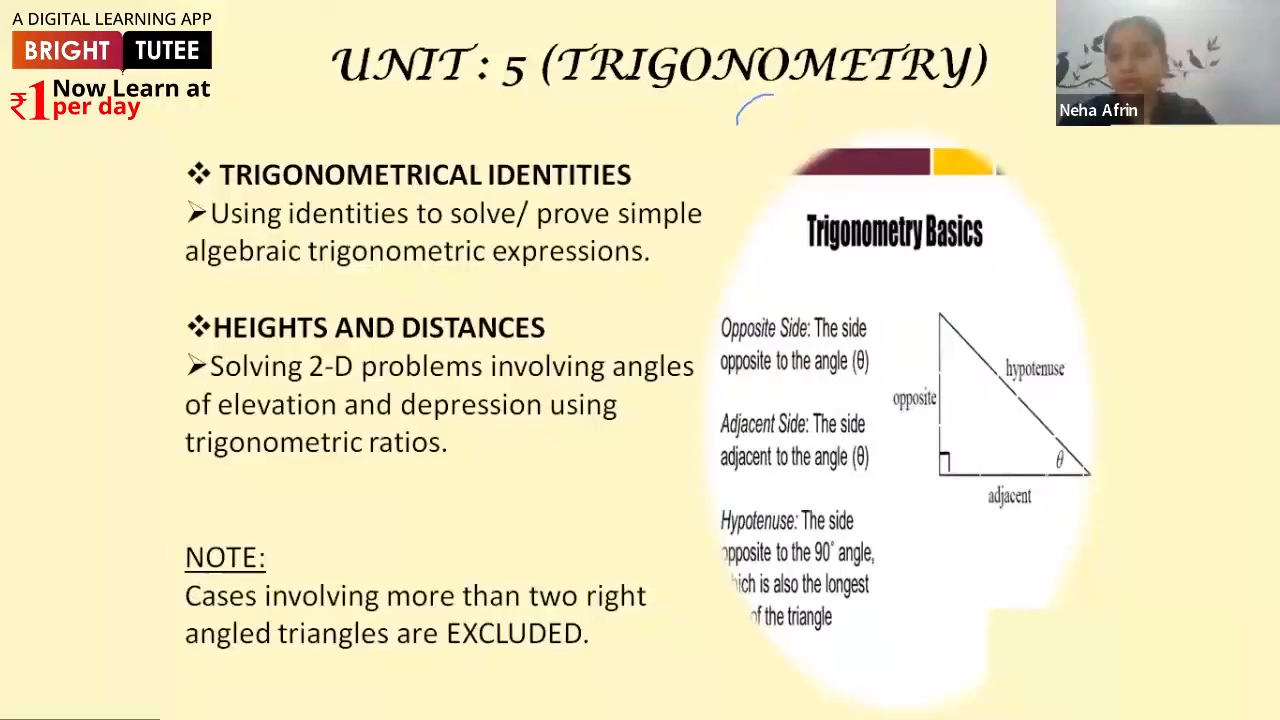 A DIGITAL LEARNING APP
BRIGHT TUTEE
₹1 Now Learn at
per day
UNIT : 5 (TRIGONOMETRY)
Neha Afrin
❖ TRIGONOMETRICAL IDENTITIES
➢Using identities to solve/ prove simple
algebraic trigonometric expressions.
❖HEIGHTS AND DISTANCES
➢Solving 2-D problems involving angles
of elevation and depression using
trigonometric ratios.
NOTE:
Cases involving more than two right
angled triangles are EXCLUDED.
Trigonometry Basics
Opposite Side: The side
opposite to the angle (θ)
Adjacent Side: The side
adjacent to the angle (θ)
Hypotenuse: The side
opposite to the 90° angle,
is also the longest
of the triangle
opposite
hypotenuse
θ
adjacent